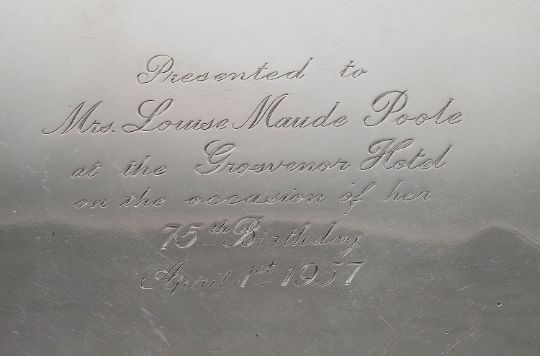 Presented to
Mrs. Louise Maude Poole
at the Grosvenor Hotel
on the occasion of her
75th Birthday
April 1st 1957